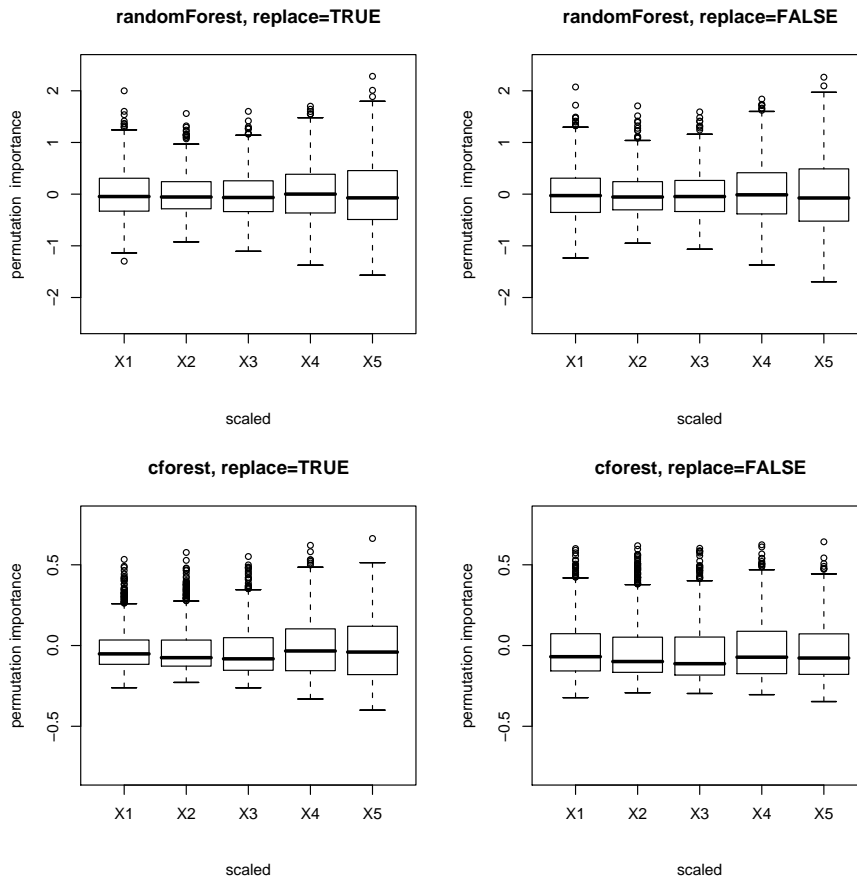 randomForest, replace=TRUE
permutation importance
2
1
0
−1
−2
X1 X2 X3 X4 X5
scaled
randomForest, replace=FALSE
permutation importance
2
1
0
−1
−2
X1 X2 X3 X4 X5
scaled
cforest, replace=TRUE
permutation importance
0.5
0.0
−0.5
X1 X2 X3 X4 X5
scaled
cforest, replace=FALSE
permutation importance
0.5
0.0
−0.5
X1 X2 X3 X4 X5
scaled